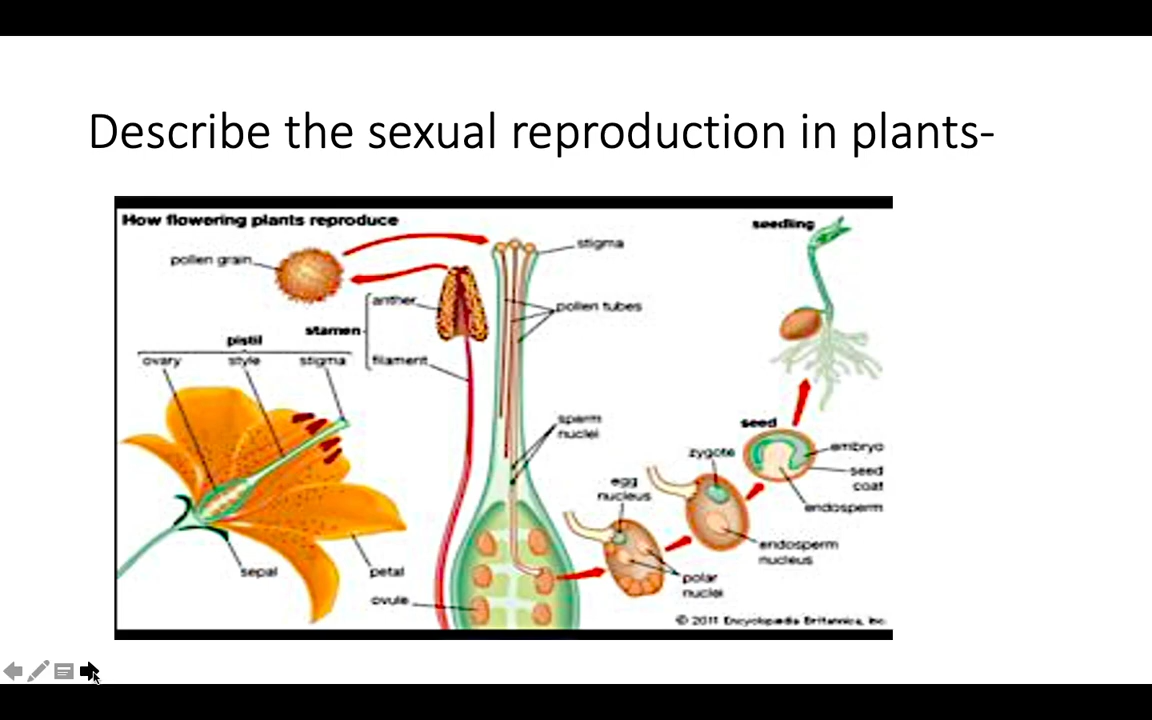 Describe the sexual reproduction in plants-
How flowering plants reproduce
seedling
pollen grain
stigma
anther
pollen tubes
stamen
pistil
ovary style stigma
filament
sperm
nuclei
seed
zygote
embryo
egg
nucleus
seed
coat
endosperm
endosperm
nucleus
sepal
petal
polar
nuclei
ovule
© 2011 Encyclopædia Britannica, Inc.